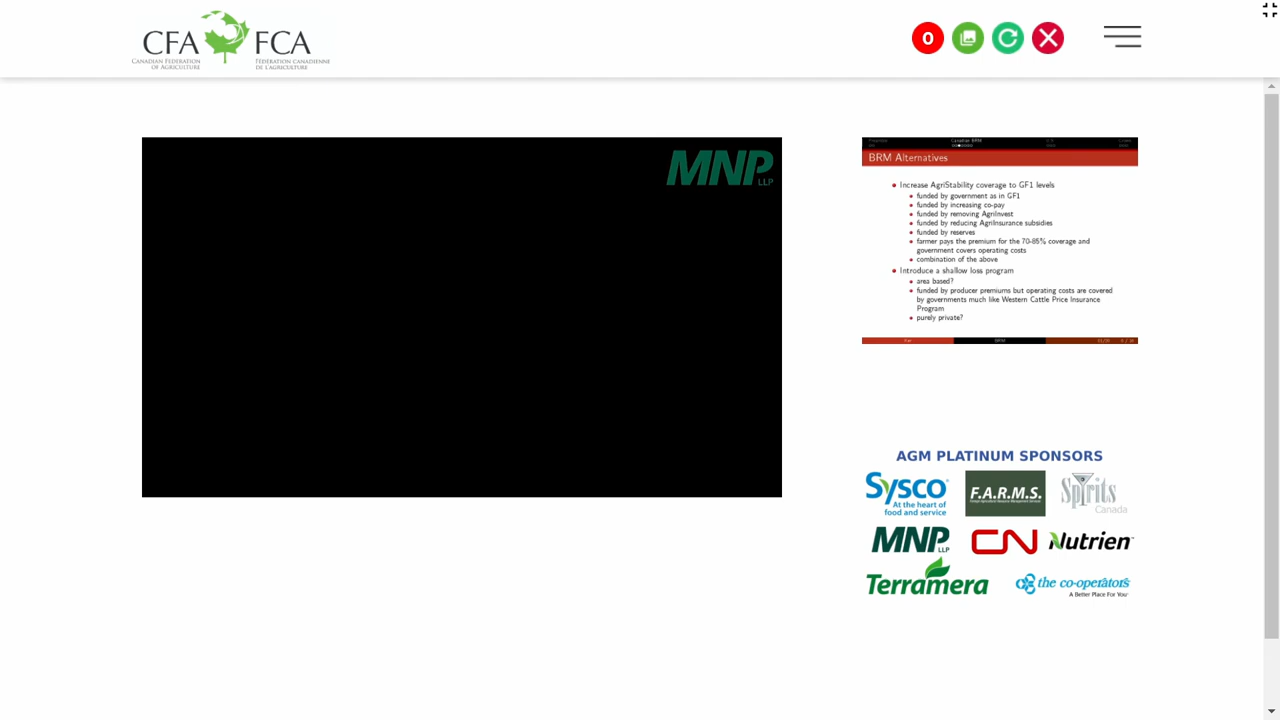 CFA FCA
CANADIAN FEDERATION
OF AGRICULTURE
FÉDÉRATION CANADIENNE
DE L'AGRICULTURE
0
MNP
LLP
Canadian BRM
BRM Alternatives
Increase AgriStability coverage to GF1 levels
funded by government as in GF1
funded by increasing co-pay
funded by removing AgriInvest
funded by reducing AgriInsurance subsidies
funded by reserves
farmer pays the premium for the 70-85% coverage and
government covers operating costs
combination of the above
Introduce a shallow loss program
area based?
funded by producer premiums but operating costs are covered
by governments much like Western Cattle Price Insurance
Program
purely private?
BRM
AGM PLATINUM SPONSORS
Sysco
At the heart of
food and service
F.A.R.M.S.
Spirits
Canada
MNP
LLP
CN
Nutrien
Terramera
the co-operators
A Better Place For You